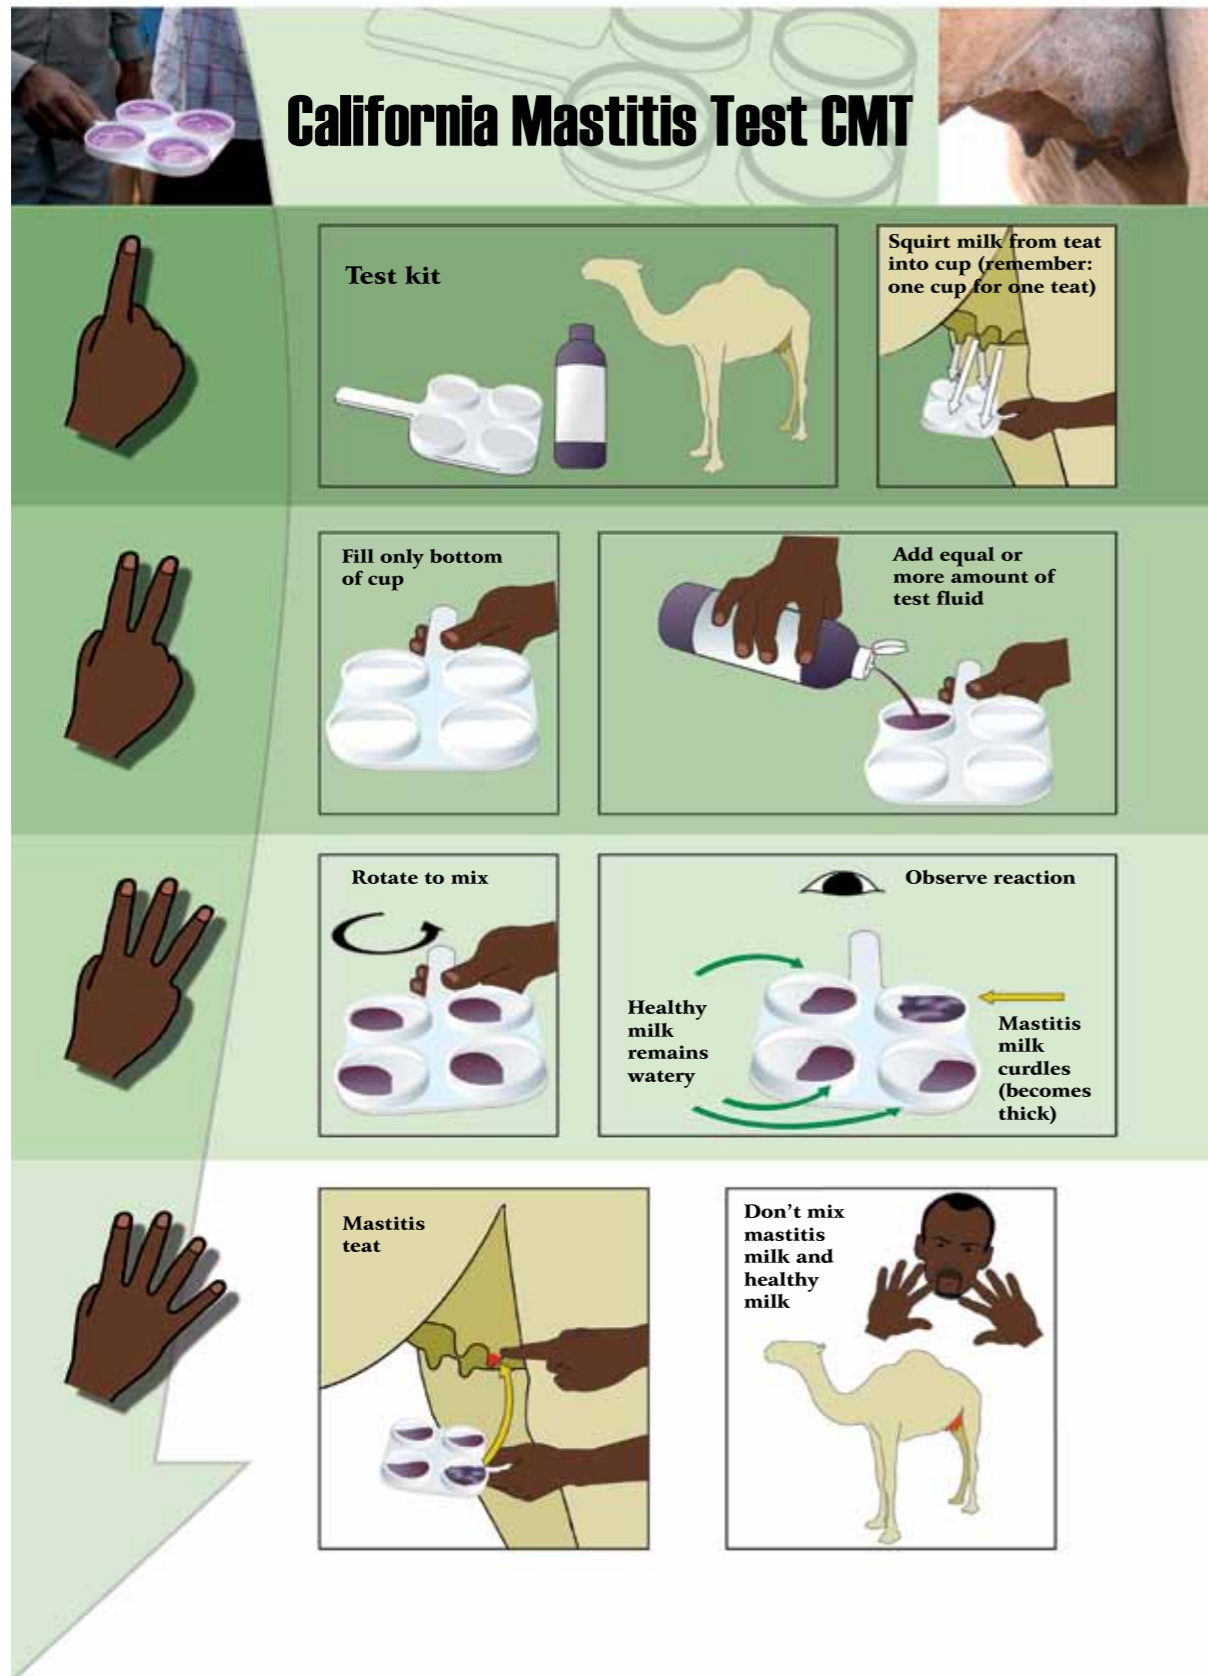 California Mastitis Test CMT
Test kit
Squirt milk from teat
into cup (remember:
one cup for one teat)
Fill only bottom
of cup
Add equal or
more amount of
test fluid
Rotate to mix
Observe reaction
Healthy
milk
remains
watery
Mastitis
milk
curdles
(becomes
thick)
Mastitis
teat
Don’t mix
mastitis
milk and
healthy
milk